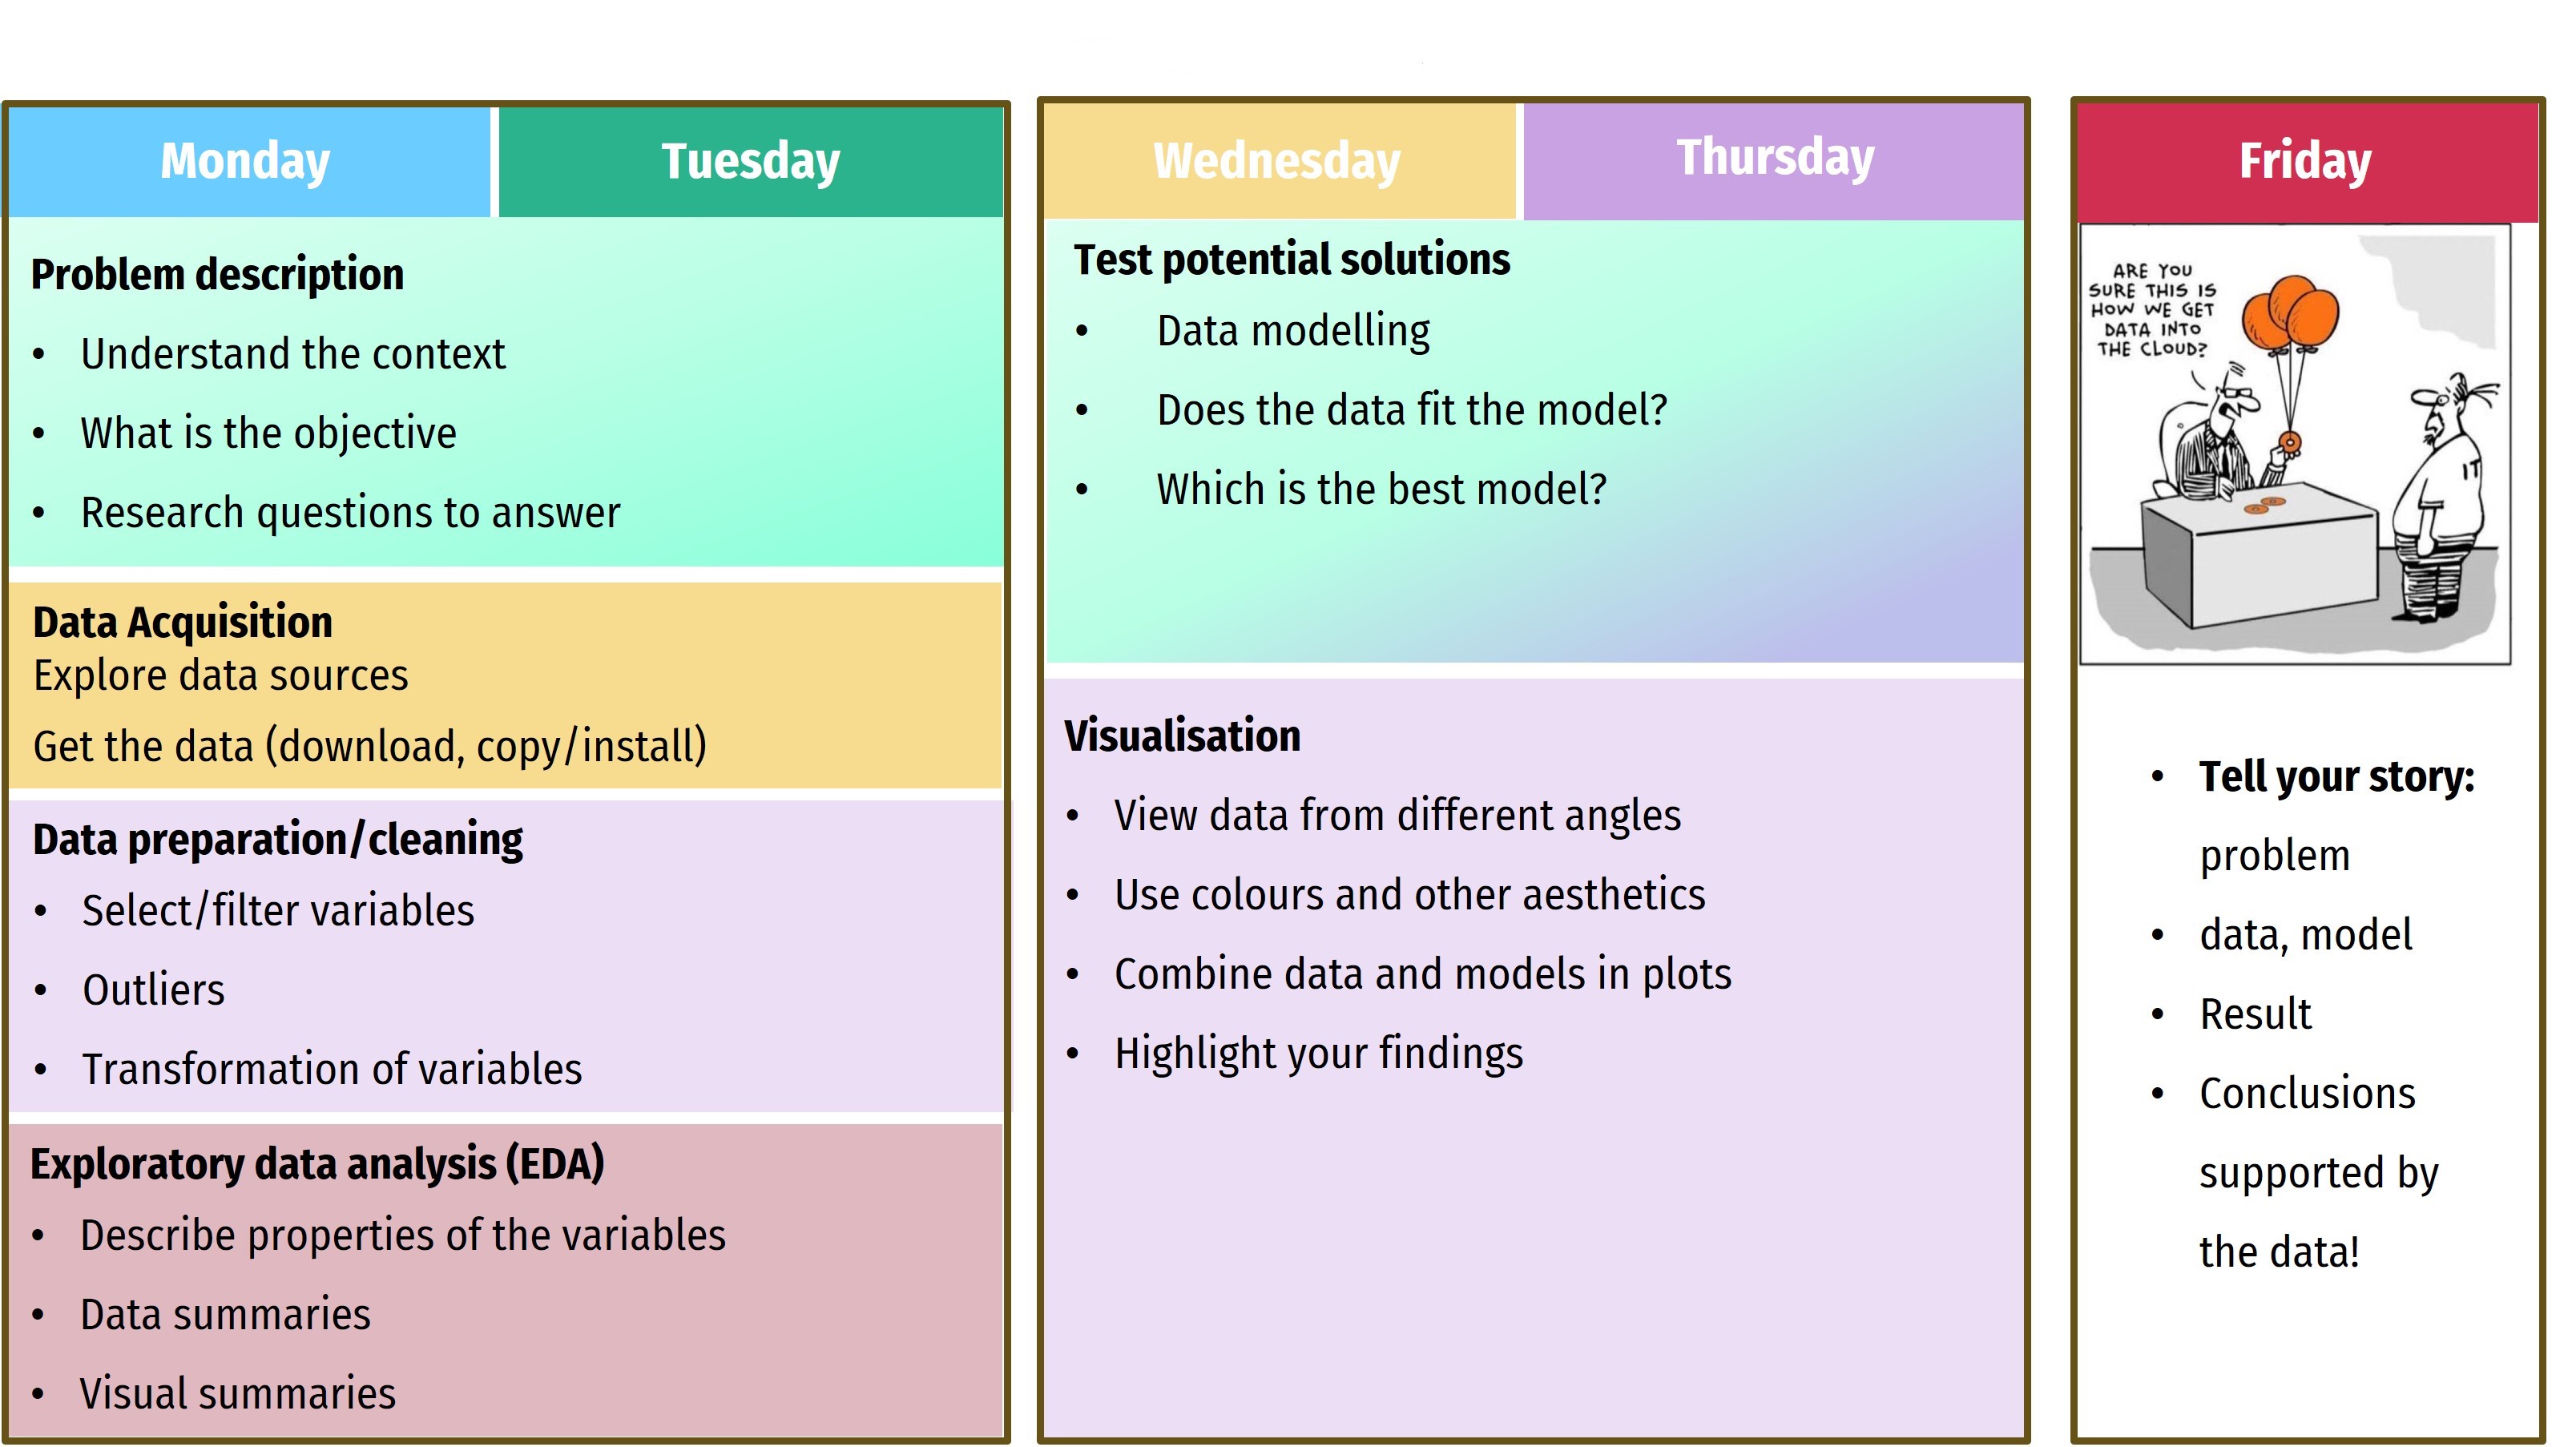 Monday
Tuesday
Problem description
• Understand the context
• What is the objective
• Research questions to answer
Data Acquisition
Explore data sources
Get the data (download, copy/install)
Data preparation/cleaning
• Select/filter variables
• Outliers
• Transformation of variables
Exploratory data analysis (EDA)
• Describe properties of the variables
• Data summaries
• Visual summaries
Wednesday
Thursday
Test potential solutions
• Data modelling
• Does the data fit the model?
• Which is the best model?
Visualisation
• View data from different angles
• Use colours and other aesthetics
• Combine data and models in plots
• Highlight your findings
Friday
ARE YOU
SURE THIS IS
HOW WE GET
DATA INTO
THE CLOUD?
IT
• Tell your story:
problem
• data, model
• Result
• Conclusions
supported by
the data!